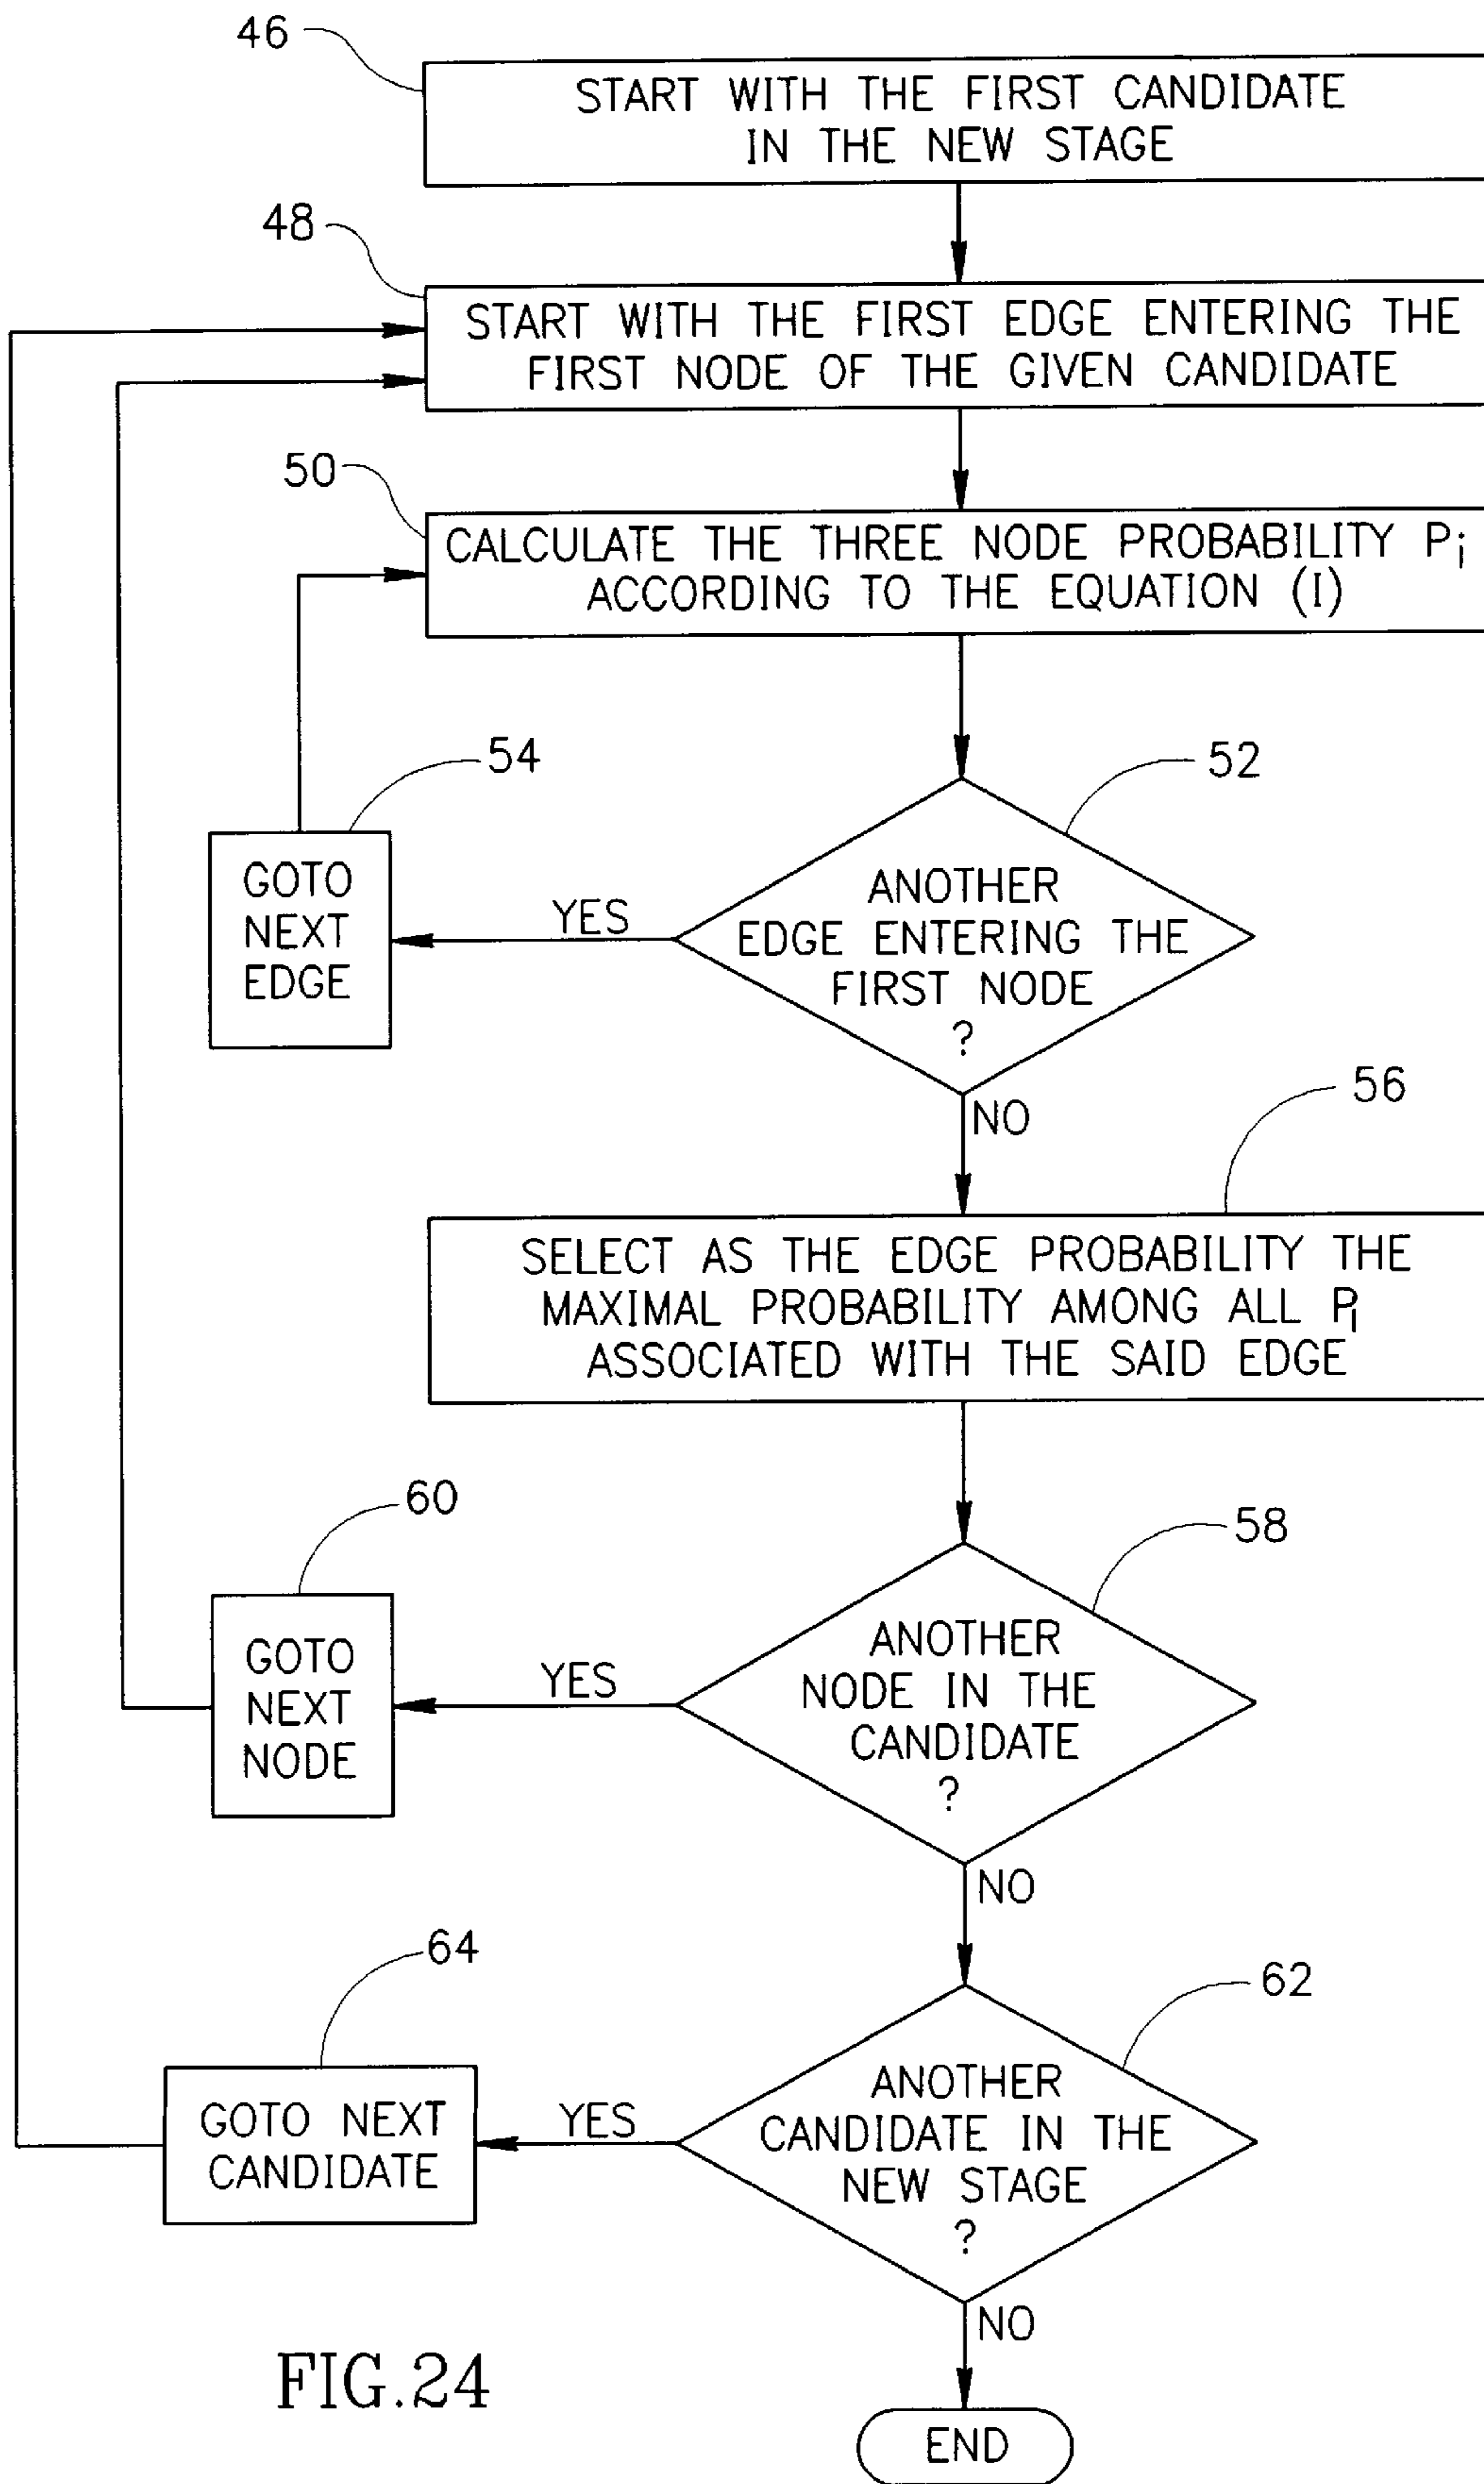 46
START WITH THE FIRST CANDIDATE
IN THE NEW STAGE
48
START WITH THE FIRST EDGE ENTERING THE
FIRST NODE OF THE GIVEN CANDIDATE
50
CALCULATE THE THREE NODE PROBABILITY Pi
ACCORDING TO THE EQUATION (I)
54
52
GOTO
NEXT
EDGE
YES
ANOTHER
EDGE ENTERING THE
FIRST NODE
?
NO
56
SELECT AS THE EDGE PROBABILITY THE
MAXIMAL PROBABILITY AMONG ALL Pi
ASSOCIATED WITH THE SAID EDGE
60
58
GOTO
NEXT
NODE
YES
ANOTHER
NODE IN THE
CANDIDATE
?
NO
64
62
GOTO NEXT
CANDIDATE
YES
ANOTHER
CANDIDATE IN THE
NEW STAGE
?
NO
END
FIG.24